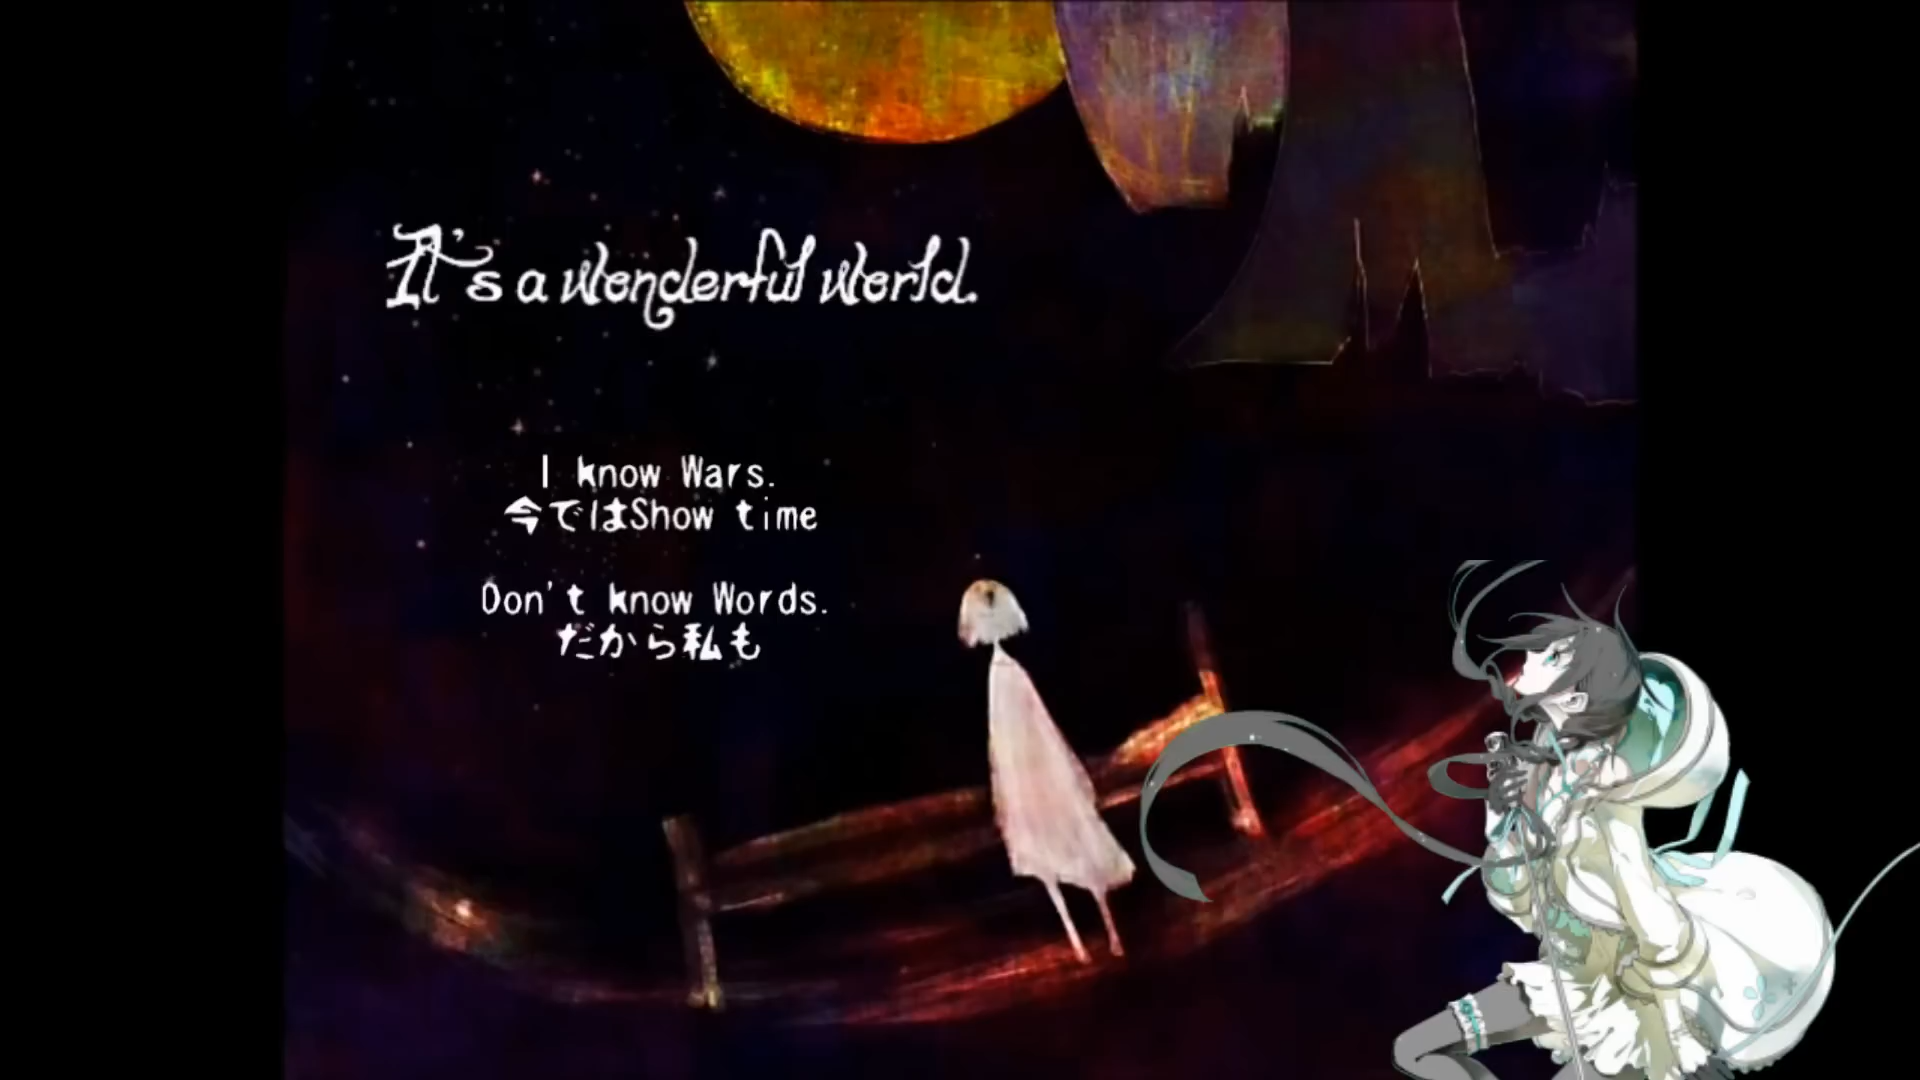 It's a wonderful world.
I know Wars.
今ではShow time
Don't know Words.
だから私も